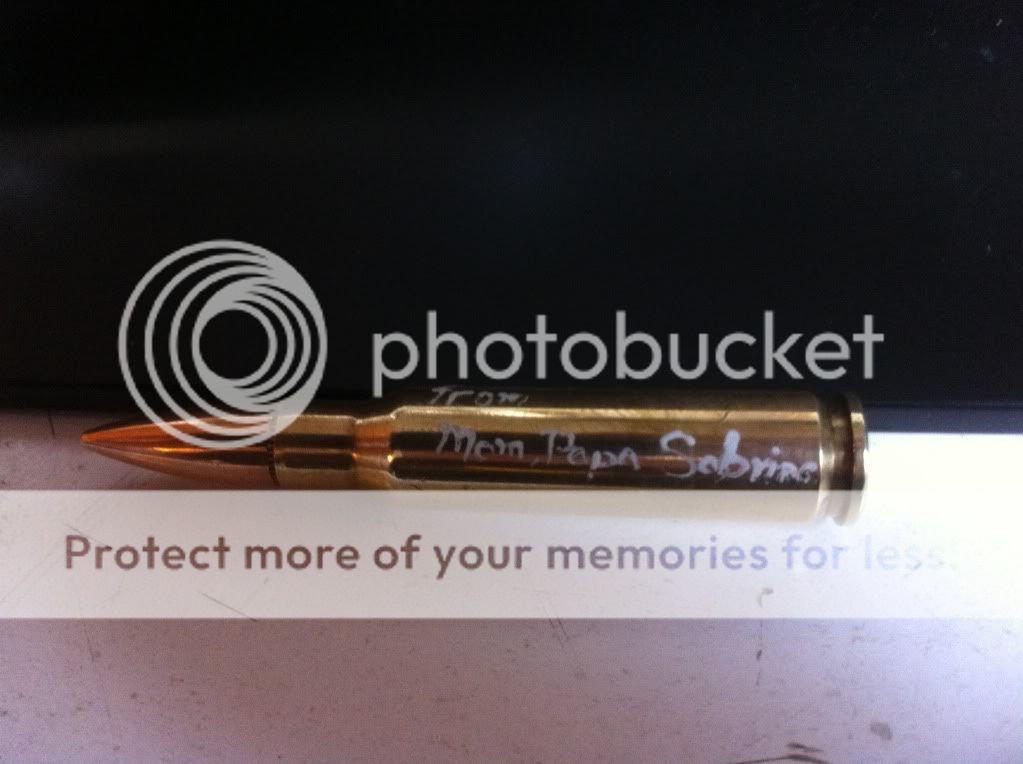 photobucket
From,
Mom, Papa Sabrina
Protect more of your memories for less!